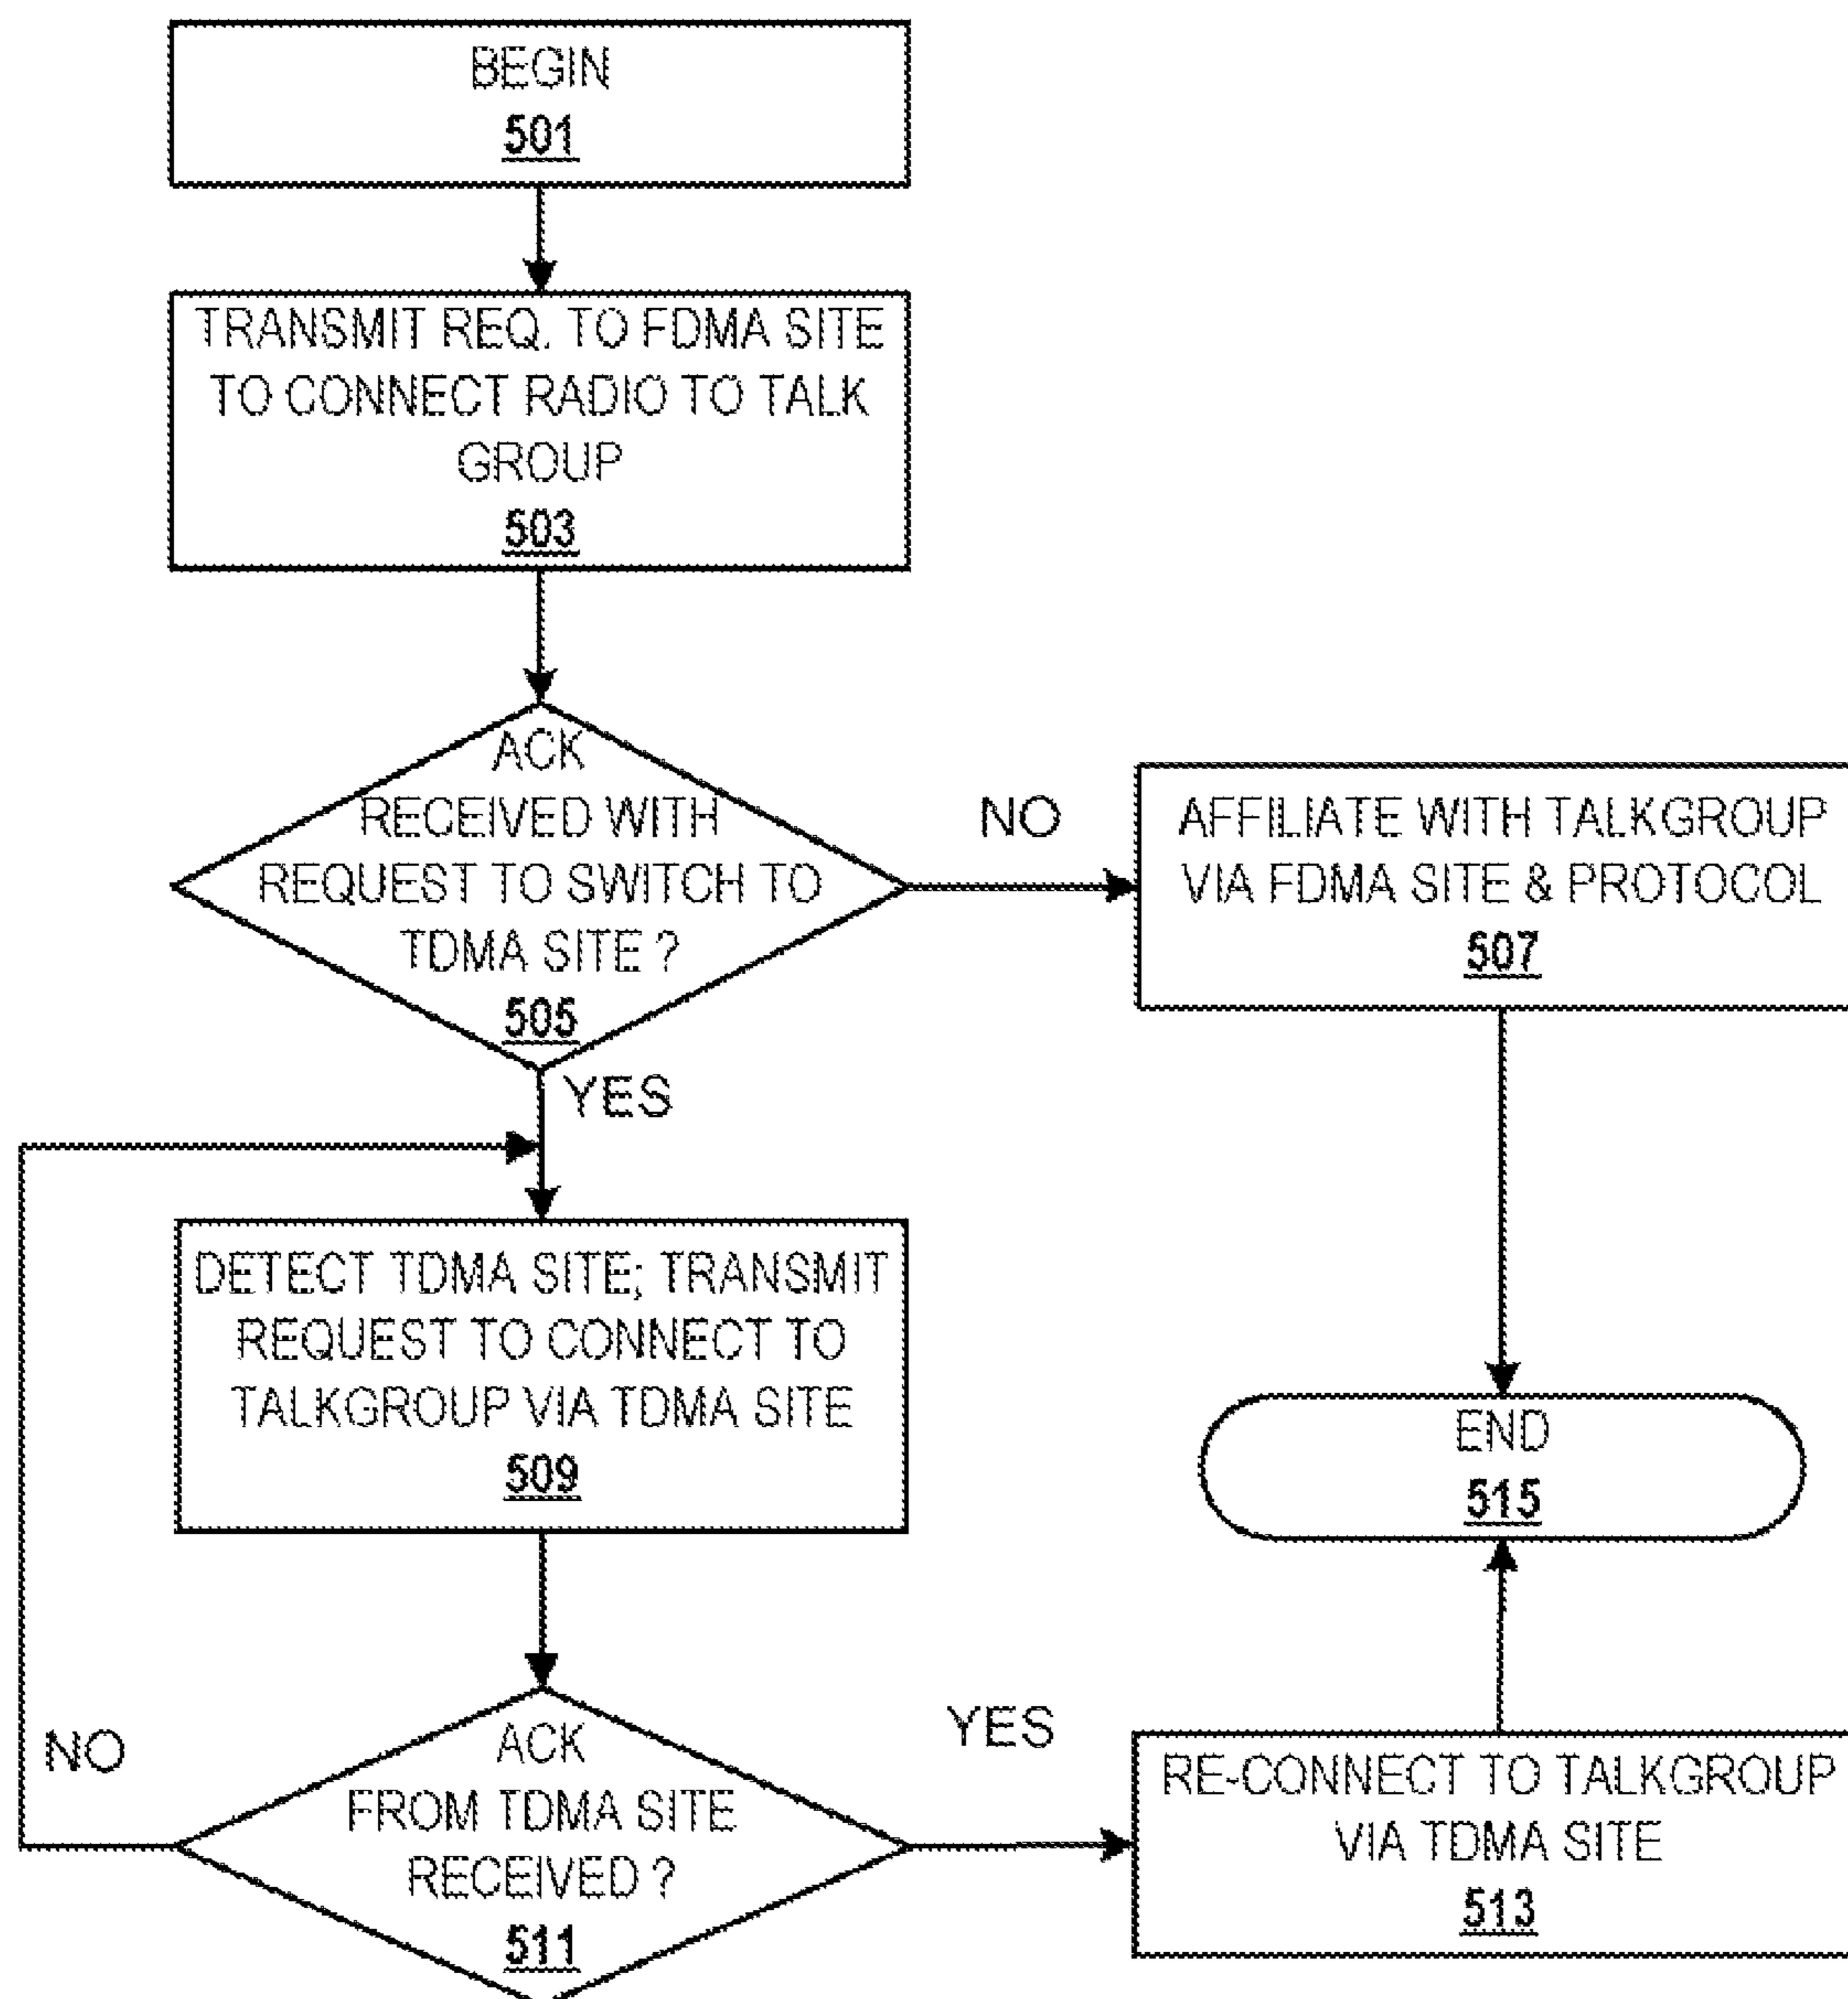 BEGIN
501
TRANSMIT REQ. TO FDMA SITE
TO CONNECT RADIO TO TALK
GROUP
503
ACK
RECEIVED WITH
REQUEST TO SWITCH TO
TDMA SITE ?
505
NO
AFFILIATE WITH TALKGROUP
VIA FDMA SITE & PROTOCOL
507
YES
DETECT TDMA SITE; TRANSMIT
REQUEST TO CONNECT TO
TALKGROUP VIA TDMA SITE
509
END
515
NO
ACK
FROM TDMA SITE
RECEIVED ?
511
YES
RE-CONNECT TO TALKGROUP
VIA TDMA SITE
513